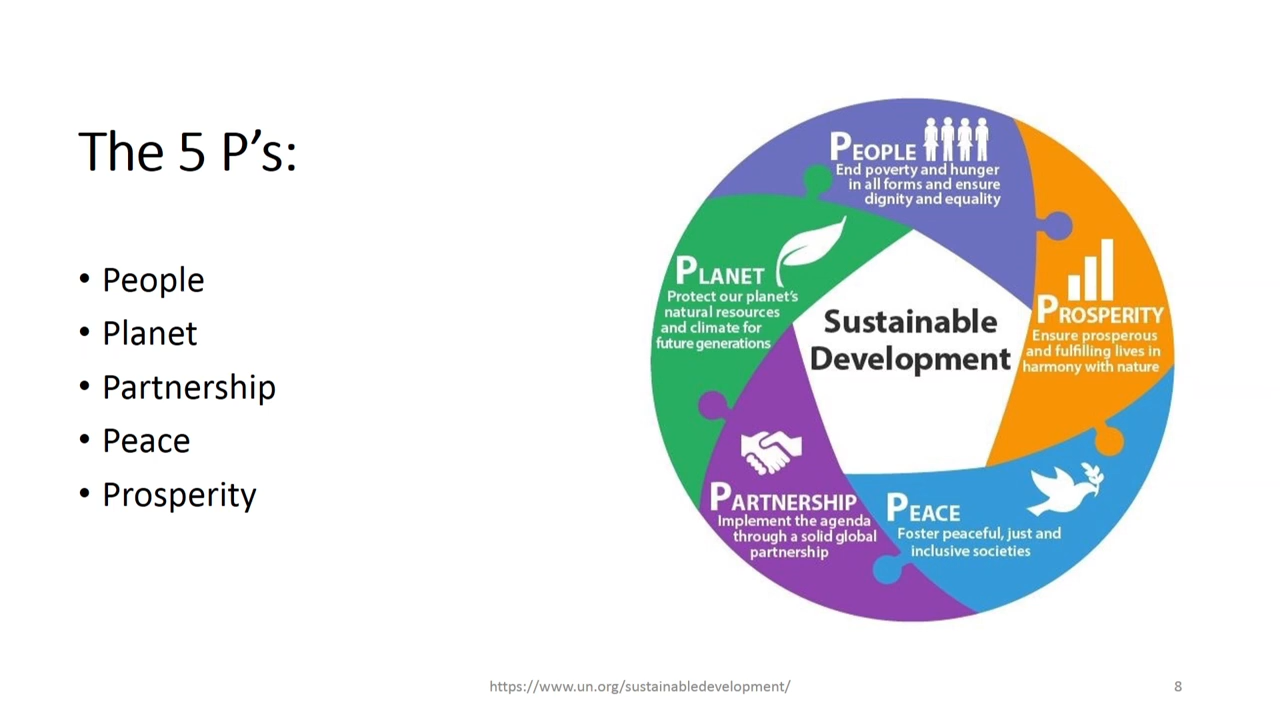 The 5 P’s:
• People
• Planet
• Partnership
• Peace
• Prosperity
PEOPLE
End poverty and hunger
in all forms and ensure
dignity and equality
PROSPERITY
Ensure prosperous
and fulfilling lives in
harmony with nature
PEACE
Foster peaceful, just and
inclusive societies
PARTNERSHIP
Implement the agenda
through a solid global
partnership
PLANET
Protect our planet’s
natural resources
and climate for
future generations
Sustainable
Development
https://www.un.org/sustainabledevelopment/
8